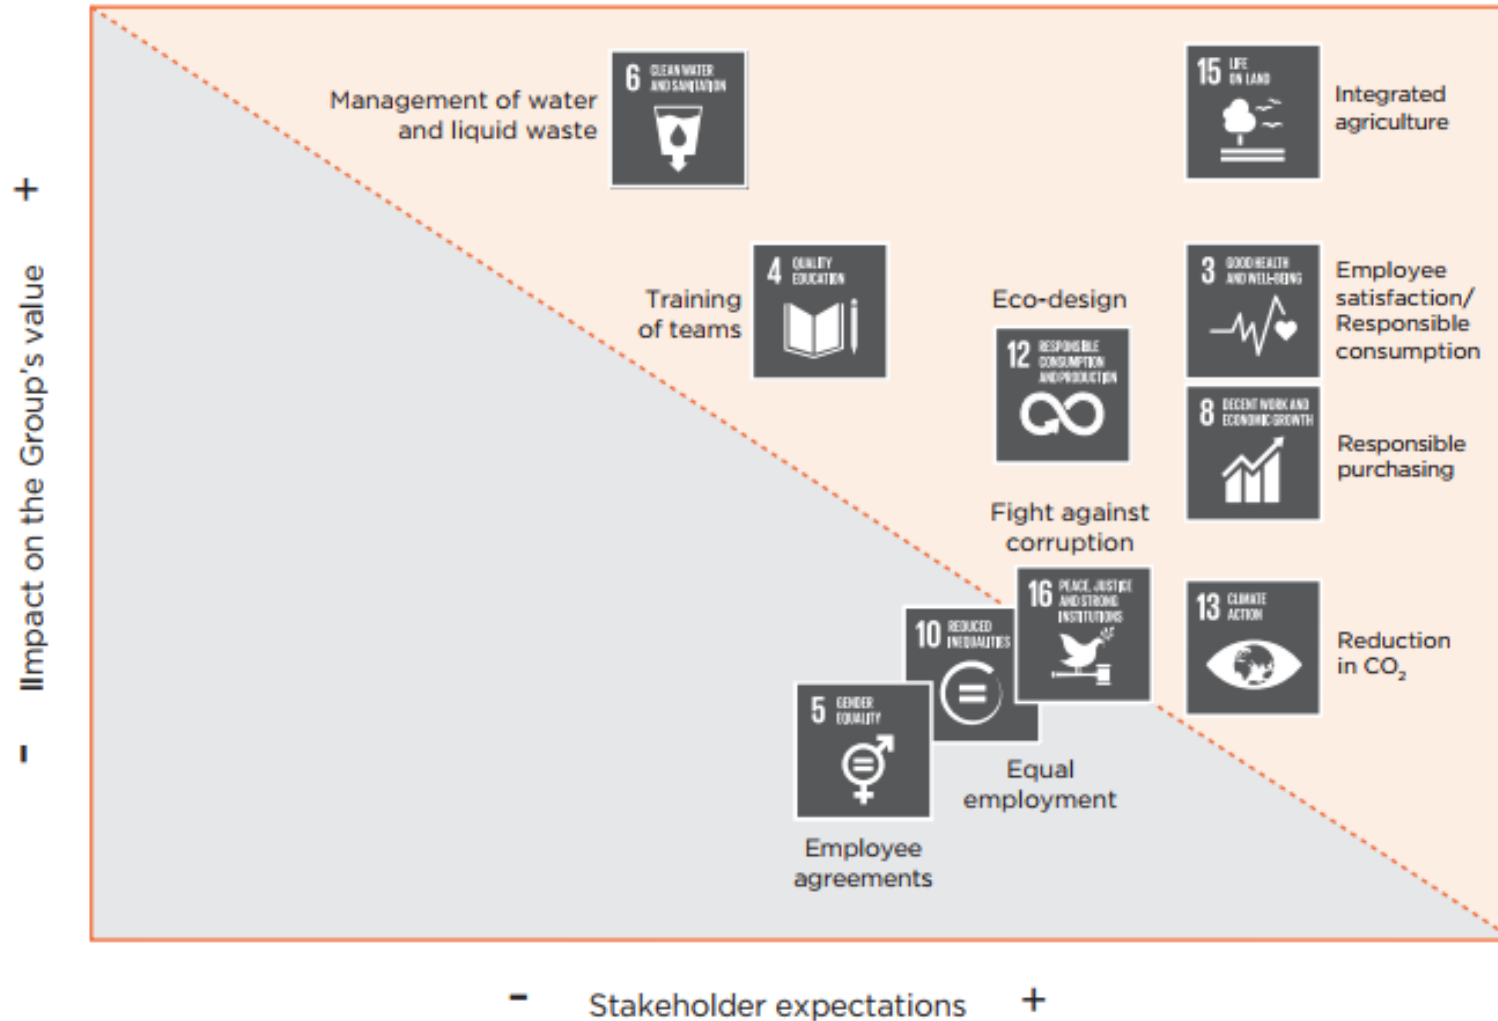 6 CLEAN WATER
AND SANITATION
Management of water
and liquid waste
15 LIFE
ON LAND
Integrated
agriculture
4 QUALITY
EDUCATION
Training
of teams
Eco-design
12 RESPONSIBLE
CONSUMPTION
AND PRODUCTION
3 GOOD HEALTH
AND WELL-BEING
Employee
satisfaction/
Responsible
consumption
8 DECENT WORK AND
ECONOMIC GROWTH
Responsible
purchasing
Fight against
corruption
16 PEACE, JUSTICE
AND STRONG
INSTITUTIONS
10 REDUCED
INEQUALITIES
13 CLIMATE
ACTION
Reduction
in CO₂
5 GENDER
EQUALITY
Equal
employment
Employee
agreements
- IImpact on the Group's value +
- Stakeholder expectations +